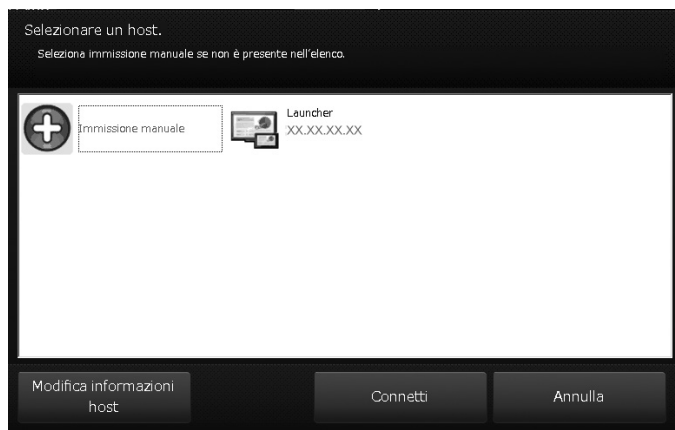 Selezionare un host.
Seleziona immissione manuale se non è presente nell'elenco.
Immissione manuale
Launcher
XX.XX.XX.XX
Modifica informazioni
host
Connetti
Annulla